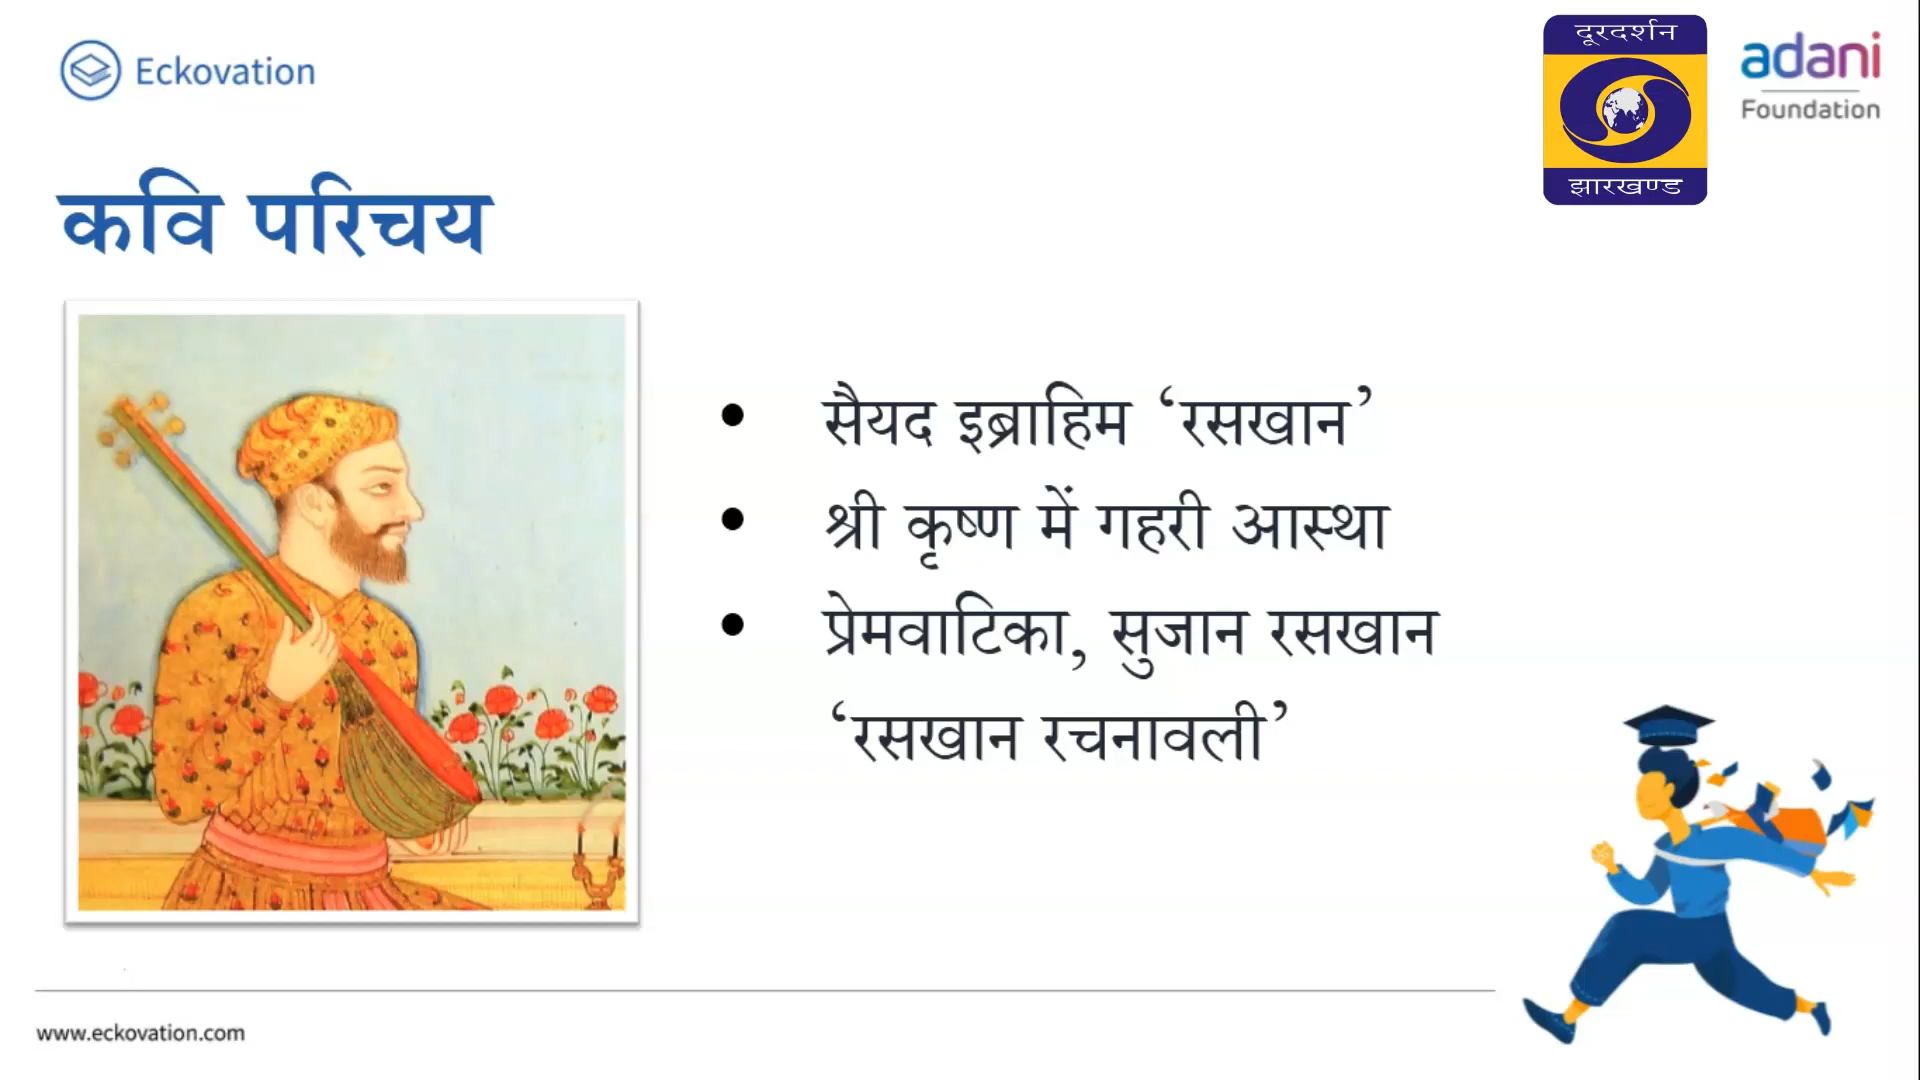 Eckovation
दूरदर्शन
झारखण्ड
adani
Foundation
कवि परिचय
• सैयद इब्राहिम ‘रसखान’
• श्री कृष्ण में गहरी आस्था
• प्रेमवाटिका, सुजान रसखान
‘रसखान रचनावली’
www.eckovation.com